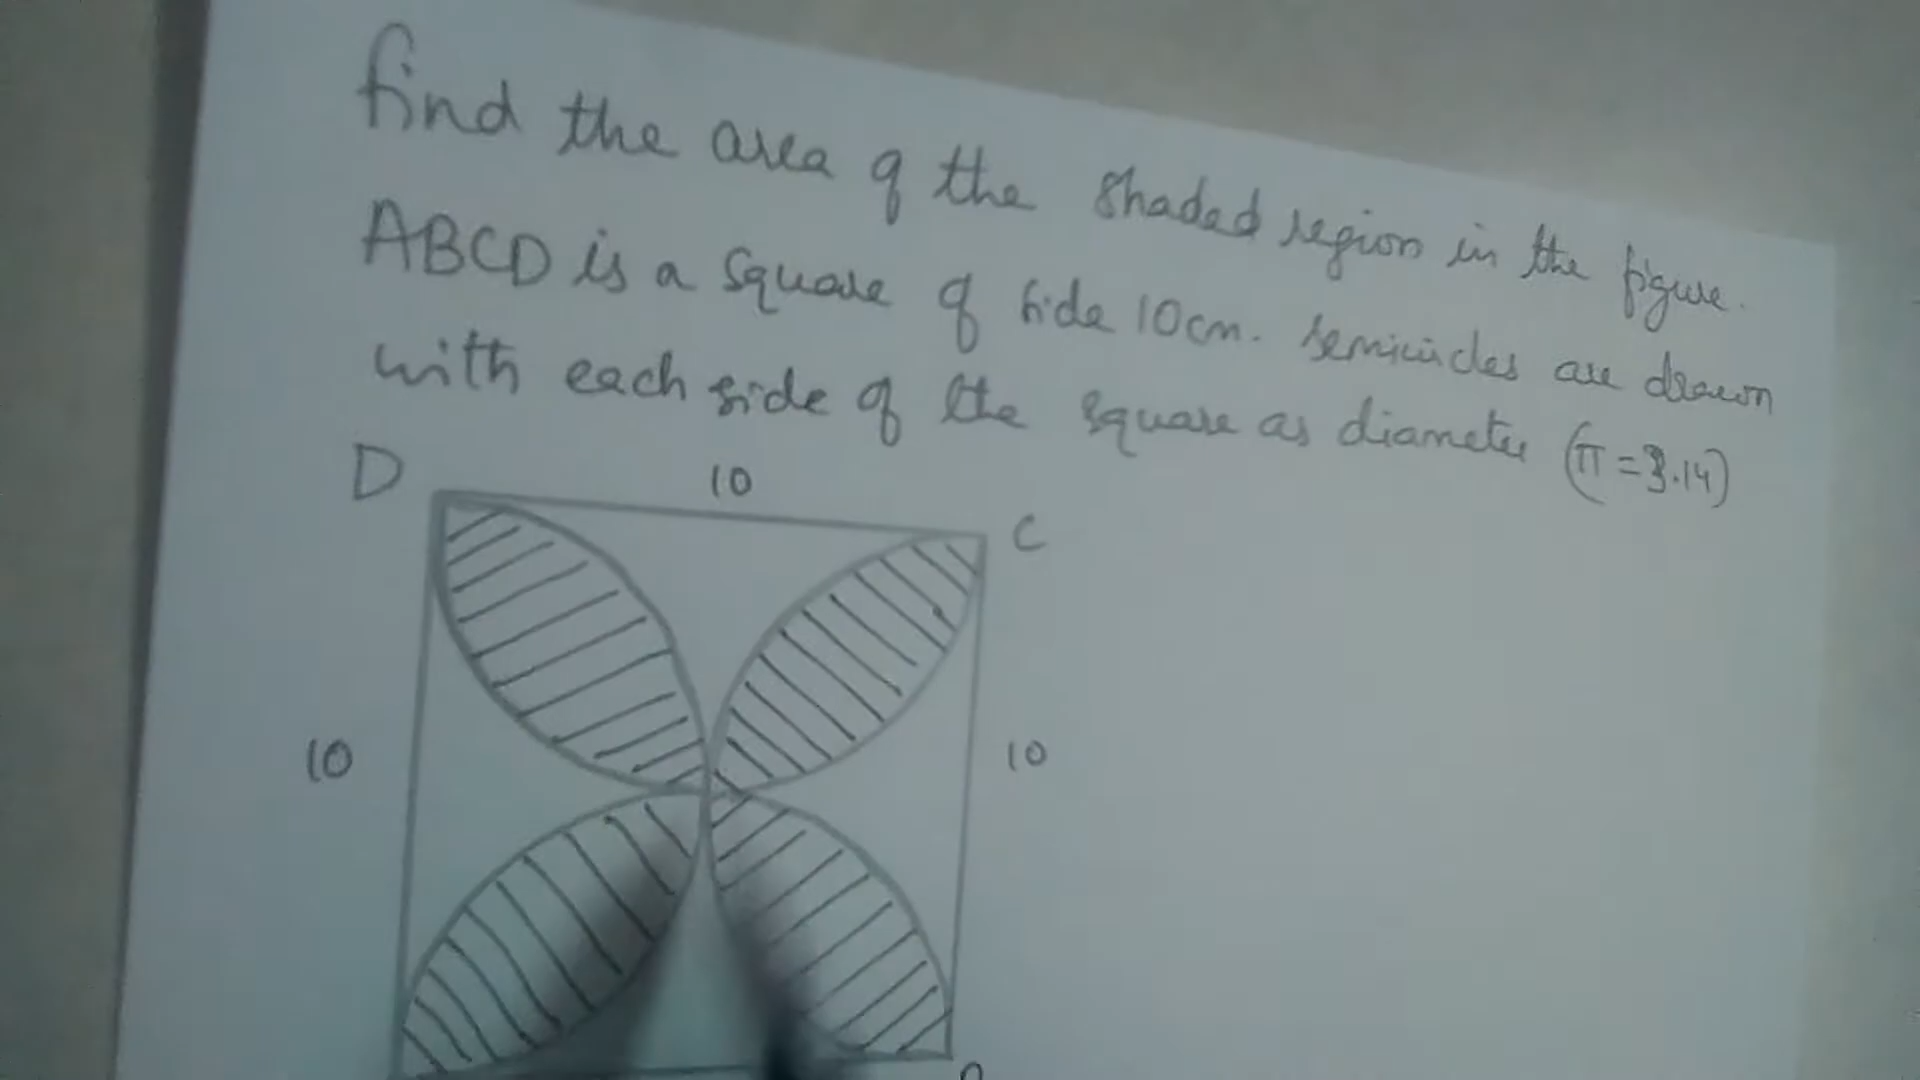 find the area of the shaded region in the figure.
ABCD is a square of side 10cm. semicircles are drawn
with each side of the square as diameter (π = 3.14)
D 10 C
10 10